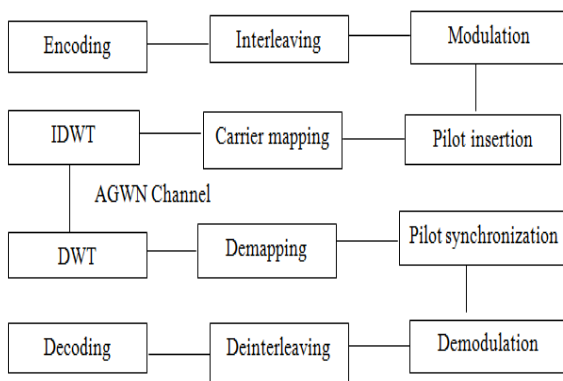 Encoding
Interleaving
Modulation
IDWT
Carrier mapping
Pilot insertion
AGWN Channel
DWT
Demapping
Pilot synchronization
Decoding
Deinterleaving
Demodulation